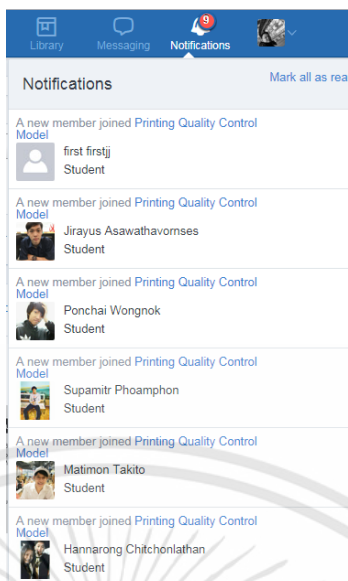 Library Messaging Notifications 9
Notifications Mark all as rea
A new member joined Printing Quality Control
Model
first firstjj
Student
A new member joined Printing Quality Control
Model
Jirayus Asawathavornses
Student
A new member joined Printing Quality Control
Model
Ponchai Wongnok
Student
A new member joined Printing Quality Control
Model
Supamitr Phoamphon
Student
A new member joined Printing Quality Control
Model
Matimon Takito
Student
A new member joined Printing Quality Control
Model
Hannarong Chitchonlathan
Student